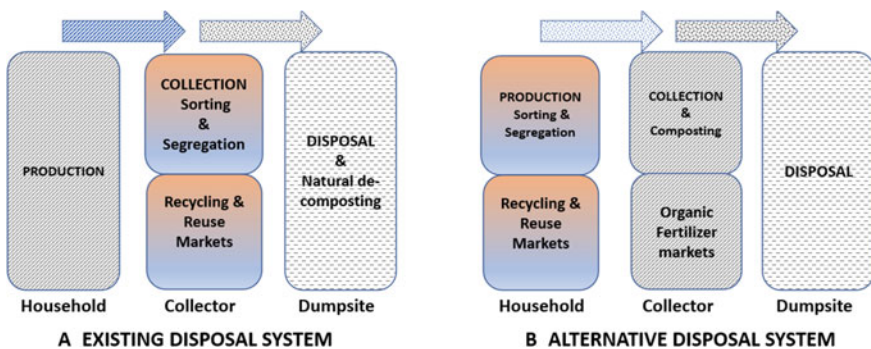 PRODUCTION
COLLECTION
Sorting
&
Segregation
Recycling &
Reuse
Markets
DISPOSAL
&
Natural de-
composting
Household
Collector
Dumpsite
A EXISTING DISPOSAL SYSTEM
PRODUCTION
Sorting &
Segregation
Recycling &
Reuse
Markets
COLLECTION
&
Composting
Organic
Fertilizer
markets
DISPOSAL
Household
Collector
Dumpsite
B ALTERNATIVE DISPOSAL SYSTEM